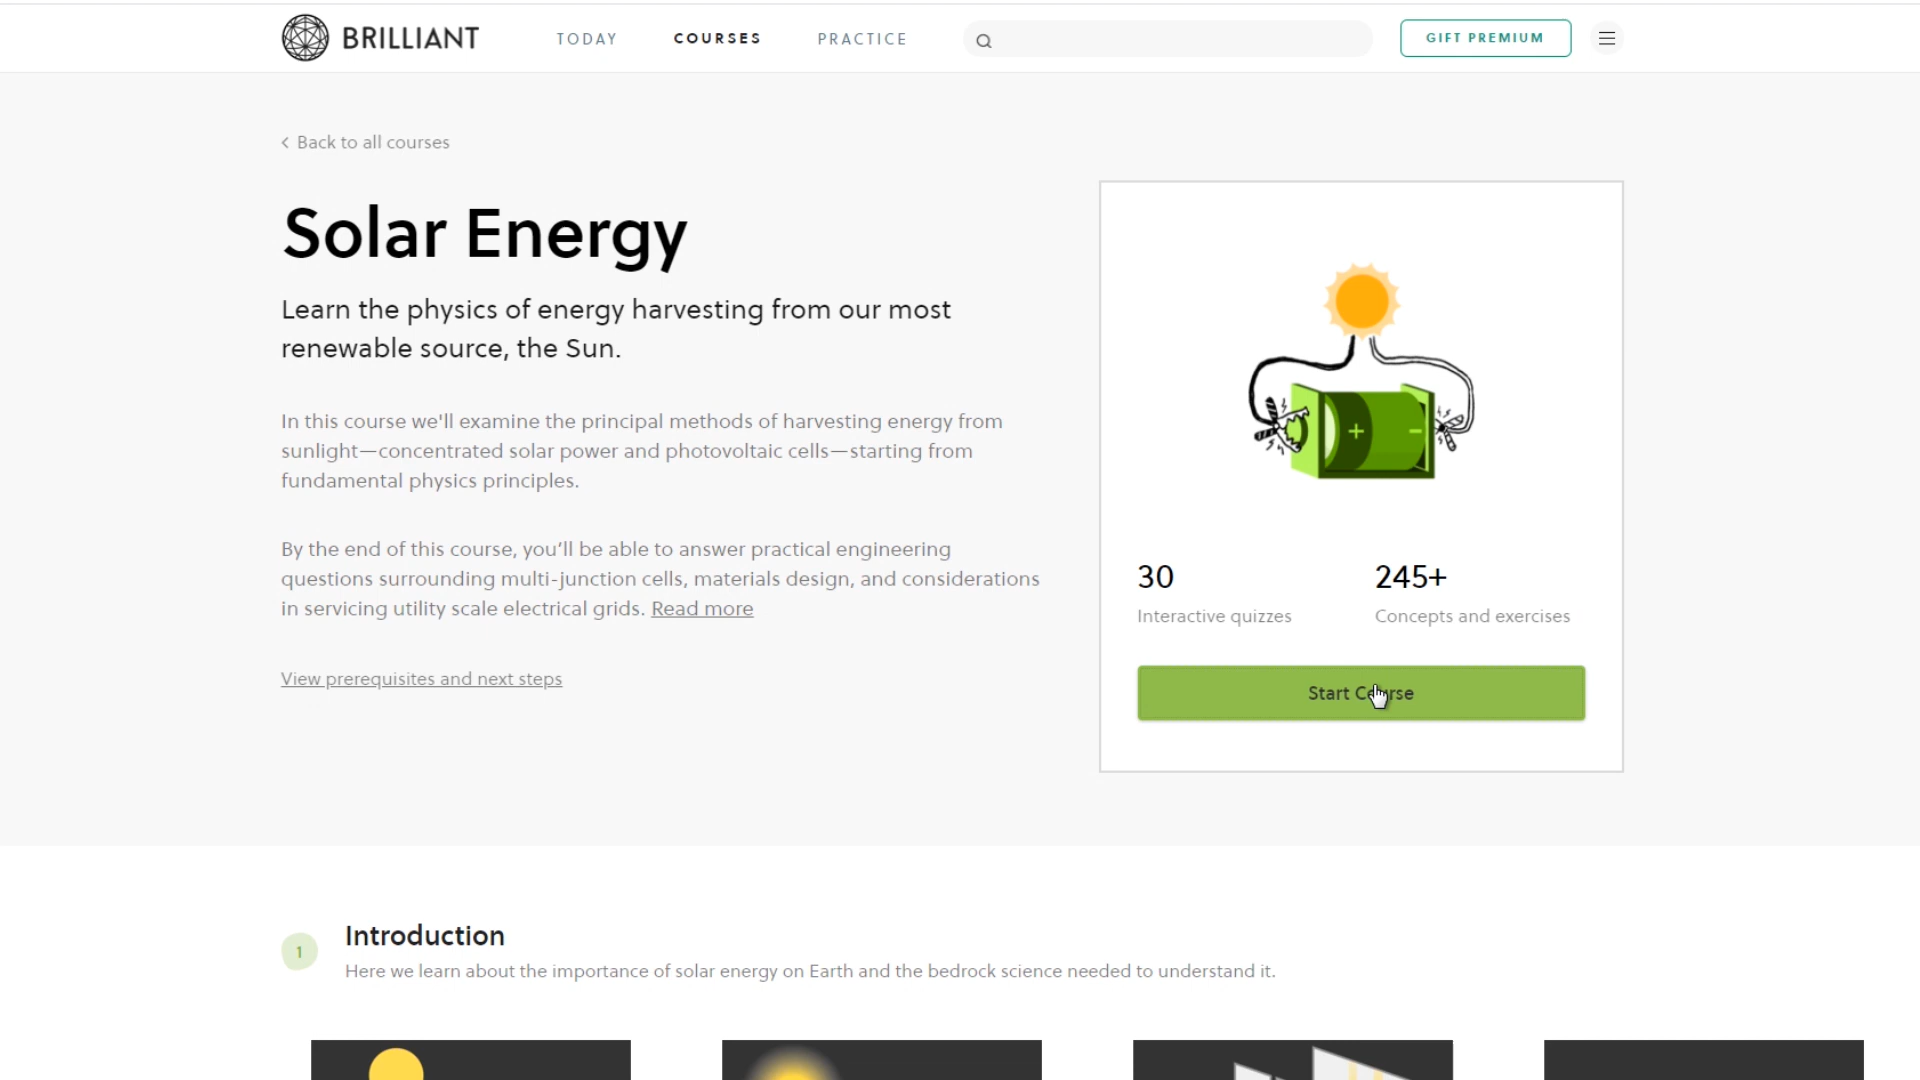 BRILLIANT
TODAY
COURSES
PRACTICE
GIFT PREMIUM
Back to all courses
Solar Energy
Learn the physics of energy harvesting from our most
renewable source, the Sun.
In this course we'll examine the principal methods of harvesting energy from
sunlight—concentrated solar power and photovoltaic cells—starting from
fundamental physics principles.
By the end of this course, you'll be able to answer practical engineering
questions surrounding multi-junction cells, materials design, and considerations
in servicing utility scale electrical grids. Read more
View prerequisites and next steps
+ −
30
Interactive quizzes
245+
Concepts and exercises
Start Course
1
Introduction
Here we learn about the importance of solar energy on Earth and the bedrock science needed to understand it.